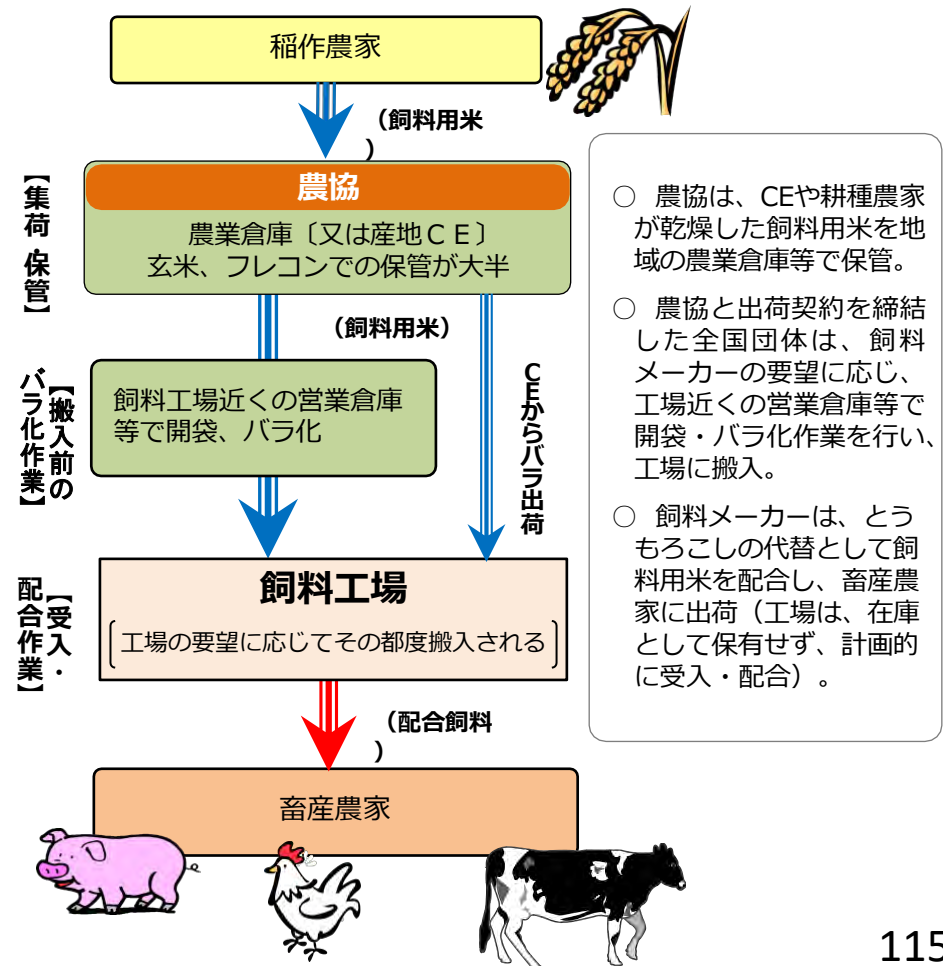 稲作農家
（飼料用米
）
【集荷・保管】
農協
農業倉庫〔又は産地ＣＥ〕
玄米、フレコンでの保管が大半
（飼料用米）
【搬入前の
バラ化作業】
飼料工場近くの営業倉庫
等で開袋、バラ化
CEからバラ出荷
【受入・
配合作業】
飼料工場
〔工場の要望に応じてその都度搬入される〕
（配合飼料
）
畜産農家
○　農協は、CEや耕種農家
が乾燥した飼料用米を地
域の農業倉庫等で保管。
○　農協と出荷契約を締結
した全国団体は、飼料
メーカーの要望に応じ、
工場近くの営業倉庫等で
開袋・バラ化作業を行い、
工場に搬入。
○　飼料メーカーは、とう
もろこしの代替として飼
料用米を配合し、畜産農
家に出荷（工場は、在庫
として保有せず、計画的
に受入・配合）。
115